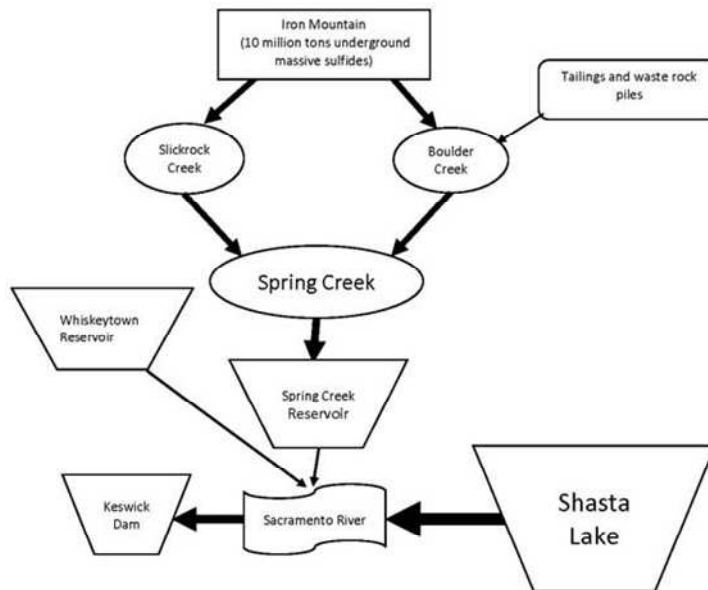 Iron Mountain
(10 million tons underground
massive sulfides)
Tailings and waste rock
piles
Slickrock
Creek
Boulder
Creek
Spring Creek
Whiskeytown
Reservoir
Spring Creek
Reservoir
Keswick
Dam
Sacramento River
Shasta
Lake